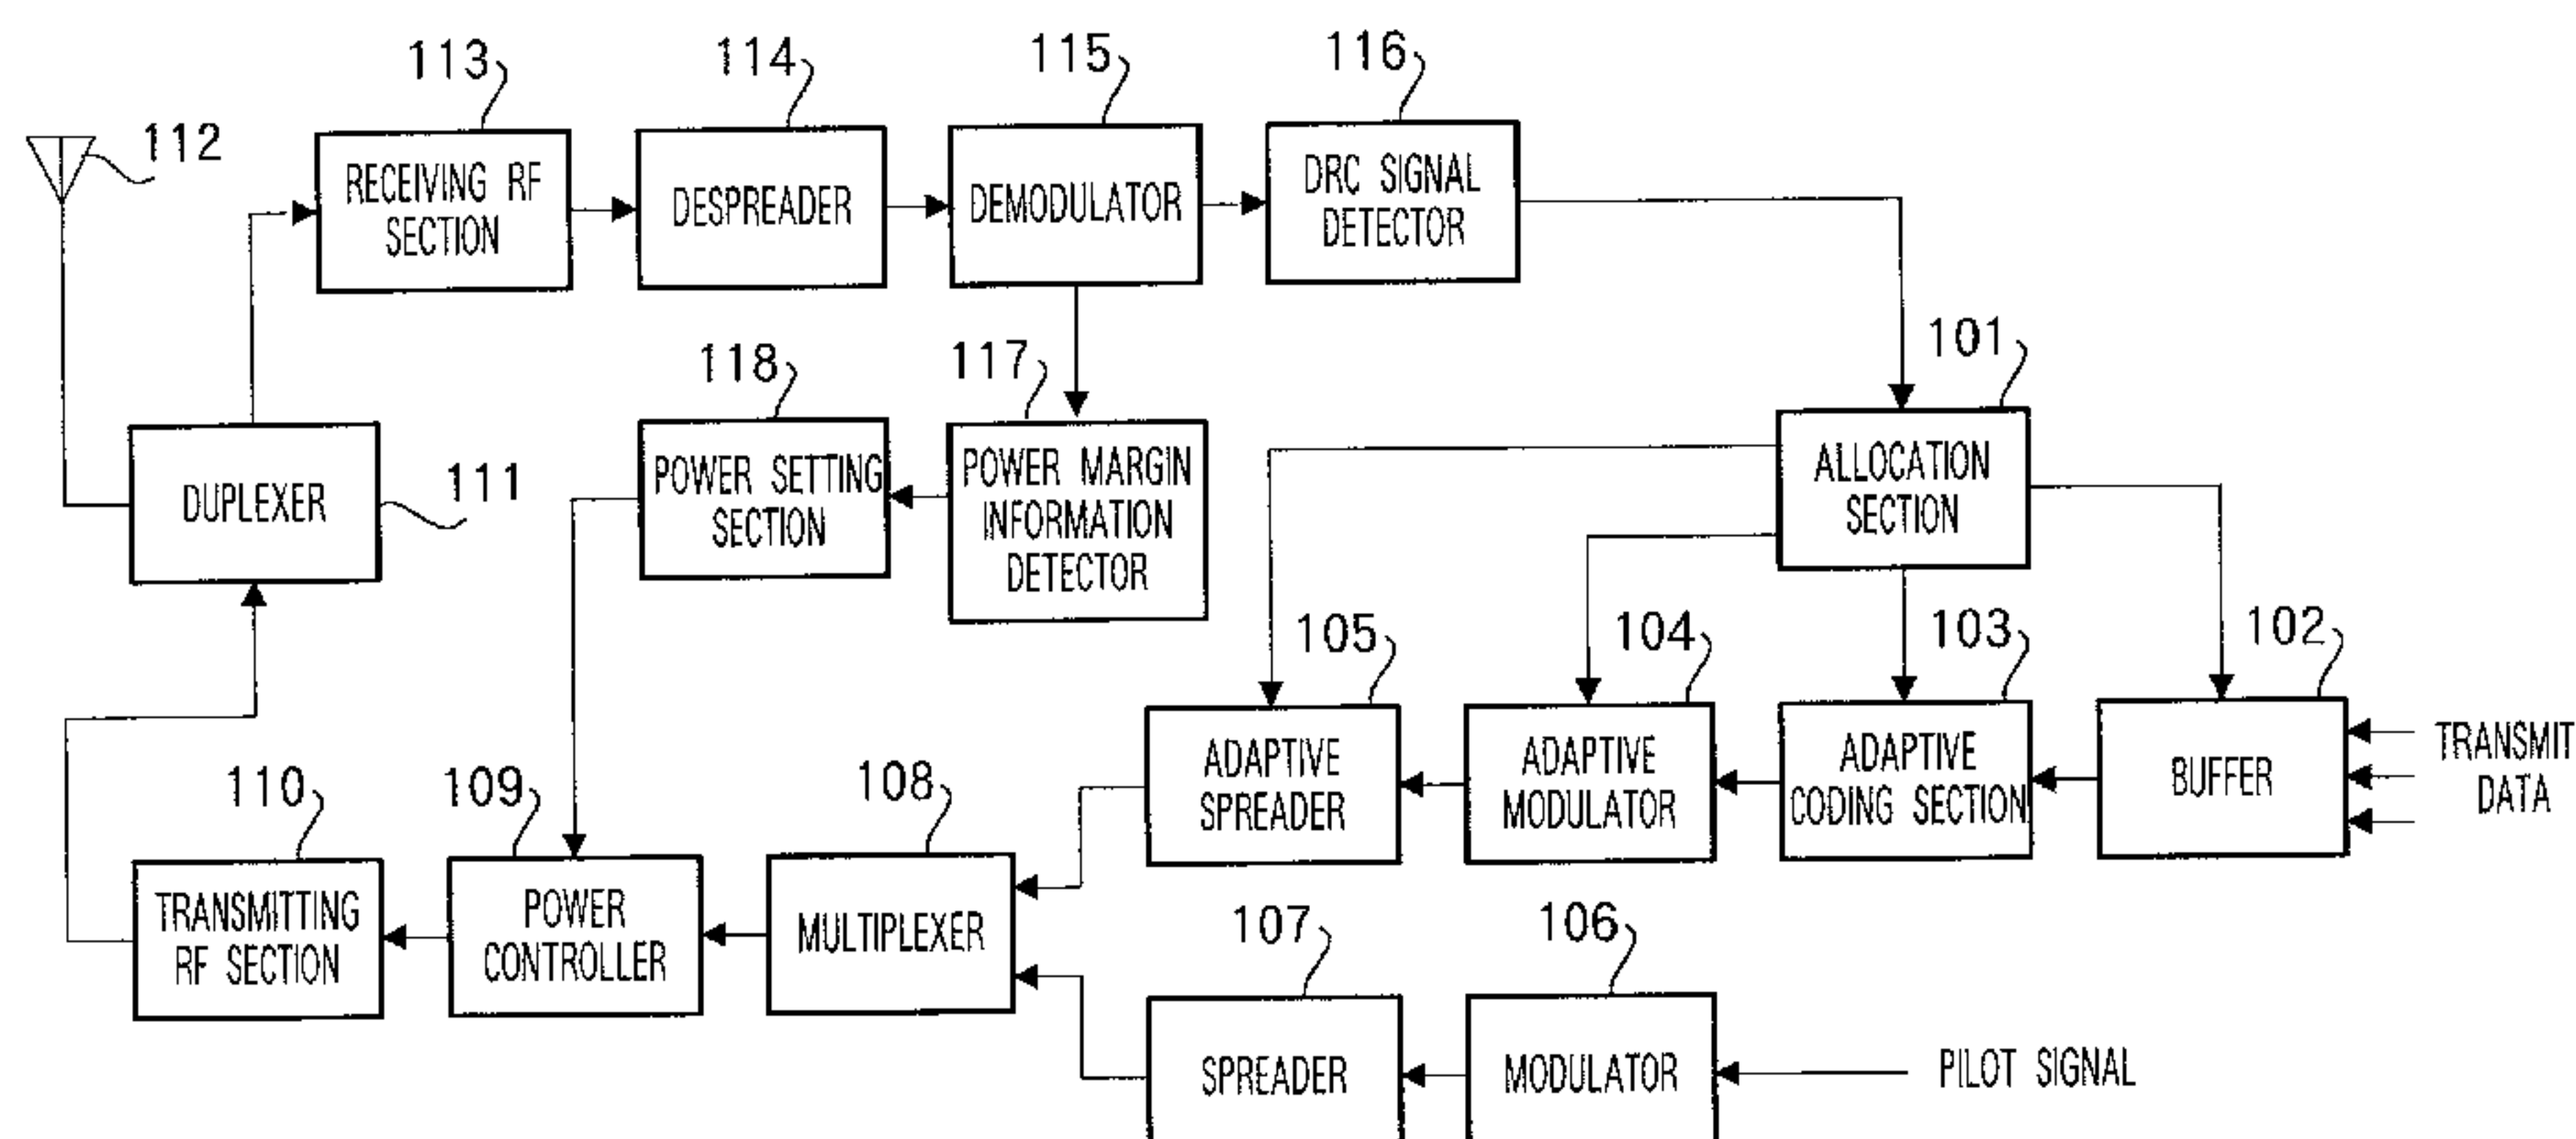 113
114
115
116
112
RECEIVING RF
SECTION
DESPREADER
DEMODULATOR
DRC SIGNAL
DETECTOR
118
117
101
DUPLEXER
111
POWER SETTING
SECTION
POWER MARGIN
INFORMATION
DETECTOR
ALLOCATION
SECTION
105
104
103
102
ADAPTIVE
SPREADER
ADAPTIVE
MODULATOR
ADAPTIVE
CODING SECTION
BUFFER
TRANSMIT
DATA
110
109
108
TRANSMITTING
RF SECTION
POWER
CONTROLLER
MULTIPLEXER
107
106
SPREADER
MODULATOR
PILOT SIGNAL